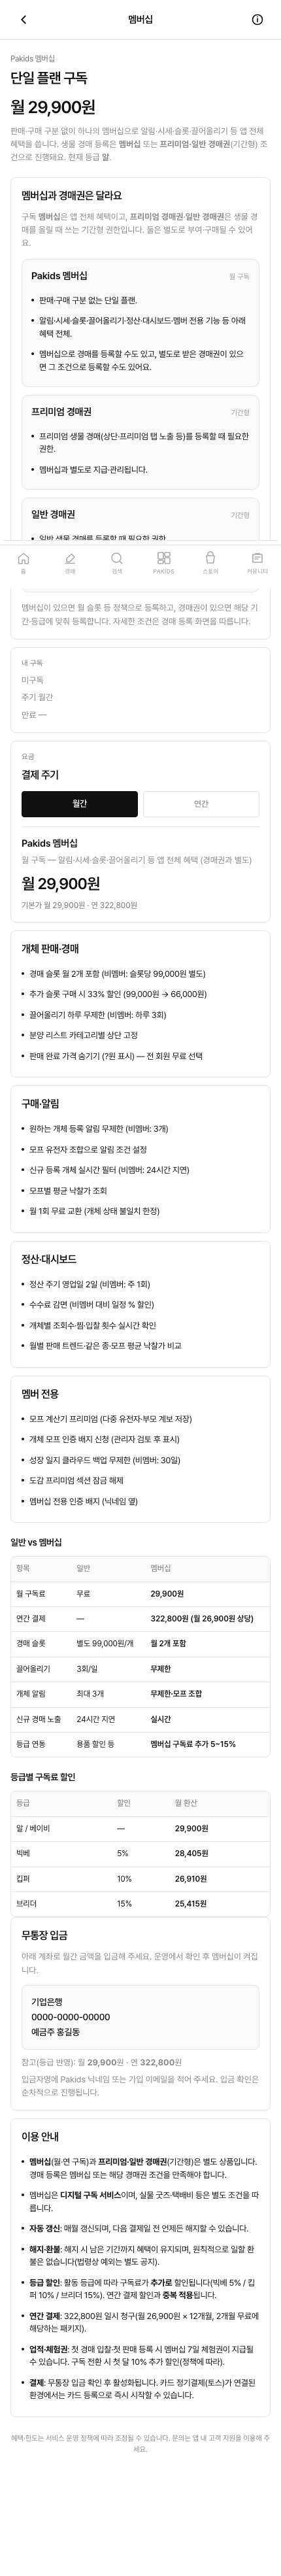 멤버십
Pakids 멤버십
단일 플랜 구독
월 29,900원
판매·구매 구분 없이 하나의 멤버십으로 알림·시세·슬롯·끌어올리기 등 앱 전체
혜택을 씁니다. 생물 경매 등록은 멤버십 또는 프리미엄·일반 경매권(기간형) 조
건으로 진행돼요. 현재 등급 알.
멤버십과 경매권은 달라요
구독 멤버십은 앱 전체 혜택이고, 프리미엄 경매권·일반 경매권은 생물 경
매를 올릴 때 쓰는 기간형 권한입니다. 둘은 별도로 부여·구매될 수 있어
요.
Pakids 멤버십
월 구독
• 판매·구매 구분 없는 단일 플랜.
• 알림·시세·슬롯·끌어올리기·정산·대시보드·멤버 전용 기능 등 아래
혜택 전체.
• 멤버십으로 경매를 등록할 수도 있고, 별도로 받은 경매권이 있으
면 그 조건으로 등록할 수도 있어요.
프리미엄 경매권
기간형
• 프리미엄 생물 경매(상단·프리미엄 탭 노출 등)를 등록할 때 필요한
권한.
• 멤버십과 별도로 지급·관리됩니다.
일반 경매권
기간형
• 일반 생물 경매를 등록할 때 필요한 권한
홈
경매
검색
PAKIDS
스토어
커뮤니티
멤버십이 있으면 월 슬롯 등 정책으로 등록하고, 경매권이 있으면 해당 기
간·등급에 맞춰 등록합니다. 자세한 조건은 경매 등록 화면을 따릅니다.
내 구독
미구독
주기 월간
만료 —
요금
결제 주기
월간
연간
Pakids 멤버십
월 구독 — 알림·시세·슬롯·끌어올리기 등 앱 전체 혜택 (경매권과 별도)
월 29,900원
기본가 월 29,900원 · 연 322,800원
개체 판매·경매
• 경매 슬롯 월 2개 포함 (비멤버: 슬롯당 99,000원 별도)
• 추가 슬롯 구매 시 33% 할인 (99,000원 → 66,000원)
• 끌어올리기 하루 무제한 (비멤버: 하루 3회)
• 분양 리스트 카테고리별 상단 고정
• 판매 완료 가격 숨기기 (?원 표시) — 전 회원 무료 선택
구매·알림
• 원하는 개체 등록 알림 무제한 (비멤버: 3개)
• 모프 유전자 조합으로 알림 조건 설정
• 신규 등록 개체 실시간 필터 (비멤버: 24시간 지연)
• 모프별 평균 낙찰가 조회
• 월 1회 무료 교환 (개체 상태 불일치 한정)
정산·대시보드
• 정산 주기 영업일 2일 (비멤버: 주 1회)
• 수수료 감면 (비멤버 대비 일정 % 할인)
• 개체별 조회수·찜·입찰 횟수 실시간 확인
• 월별 판매 트렌드·같은 종·모프 평균 낙찰가 비교
멤버 전용
• 모프 계산기 프리미엄 (다중 유전자·부모 계보 저장)
• 개체 모프 인증 배지 신청 (관리자 검토 후 표시)
• 성장 일지 클라우드 백업 무제한 (비멤버: 30일)
• 도감 프리미엄 섹션 잠금 해제
• 멤버십 전용 인증 배지 (닉네임 옆)
일반 vs 멤버십
항목 일반 멤버십
월 구독료 무료 29,900원
연간 결제 — 322,800원 (월 26,900원 상당)
경매 슬롯 별도 99,000원/개 월 2개 포함
끌어올리기 3회/일 무제한
개체 알림 최대 3개 무제한·모프 조합
신규 경매 노출 24시간 지연 실시간
등급 연동 용품 할인 등 멤버십 구독료 추가 5~15%
등급별 구독료 할인
등급 할인 월 환산
알 / 베이비 — 29,900원
빅베 5% 28,405원
킵퍼 10% 26,910원
브리더 15% 25,415원
무통장 입금
아래 계좌로 월간 금액을 입금해 주세요. 운영에서 확인 후 멤버십이 켜집
니다.
기업은행
0000-0000-00000
예금주 홍길동
참고(등급 반영): 월 29,900원 · 연 322,800원
입금자명에 Pakids 닉네임 또는 가입 이메일을 적어 주세요. 입금 확인은
순차적으로 진행됩니다.
이용 안내
• 멤버십(월·연 구독)과 프리미엄·일반 경매권(기간형)은 별도 상품입니다.
경매 등록은 멤버십 또는 해당 경매권 조건을 만족해야 합니다.
• 멤버십은 디지털 구독 서비스이며, 실물 굿즈·택배비 등은 별도 조건을 따
릅니다.
• 자동 갱신: 매월 갱신되며, 다음 결제일 전 언제든 해지할 수 있습니다.
• 해지·환불: 해지 시 남은 기간까지 혜택이 유지되며, 원칙적으로 일할 환
불은 없습니다(법령상 예외는 별도 공지).
• 등급 할인: 활동 등급에 따라 구독료가 추가로 할인됩니다(빅베 5% / 킵
퍼 10% / 브리더 15%). 연간 결제 할인과 중복 적용됩니다.
• 연간 결제: 322,800원 일시 청구(월 26,900원 × 12개월, 2개월 무료에
해당하는 패키지).
• 업적·체험권: 첫 경매 입찰·첫 판매 등록 시 멤버십 7일 체험권이 지급될
수 있습니다. 구독 전환 시 첫 달 10% 추가 할인(정책에 따라).
• 결제: 무통장 입금 확인 후 활성화됩니다. 카드 정기결제(토스)가 연결된
환경에서는 카드 등록으로 즉시 시작할 수 있습니다.
혜택·한도는 서비스 운영 정책에 따라 조정될 수 있습니다. 문의는 앱 내 고객 지원을 이용해 주
세요.